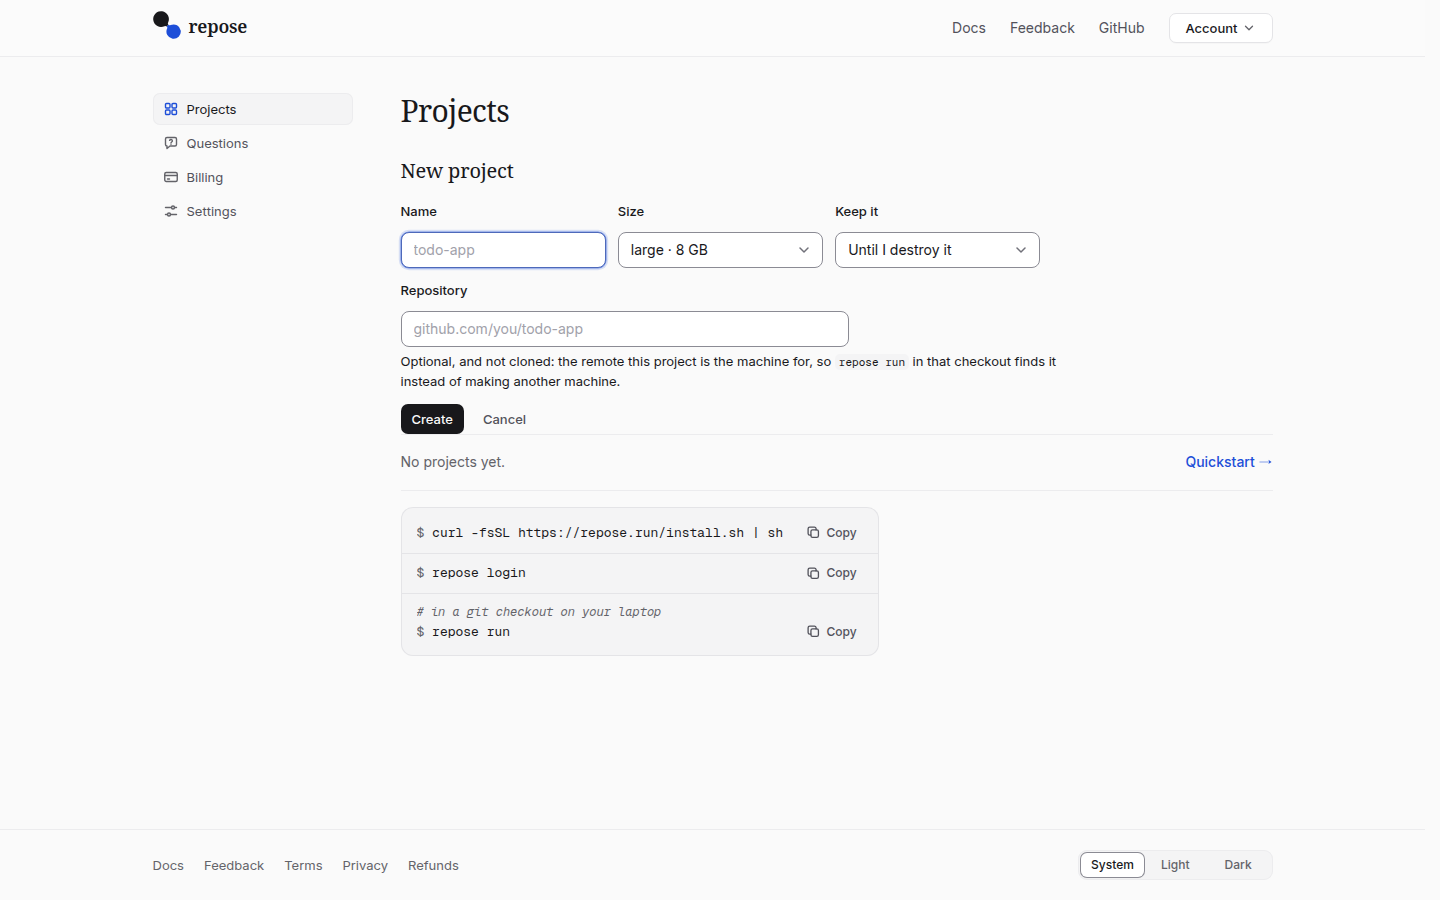 repose
Docs
Feedback
GitHub
Account
Projects
Questions
Billing
Settings
Projects
New project
Name
Size
Keep it
todo-app
large · 8 GB
Until I destroy it
Repository
github.com/you/todo-app
Optional, and not cloned: the remote this project is the machine for, so repose run in that checkout finds it
instead of making another machine.
Create
Cancel
No projects yet.
Quickstart →
$ curl -fsSL https://repose.run/install.sh | sh
Copy
$ repose login
Copy
# in a git checkout on your laptop
$ repose run
Copy
Docs
Feedback
Terms
Privacy
Refunds
System
Light
Dark